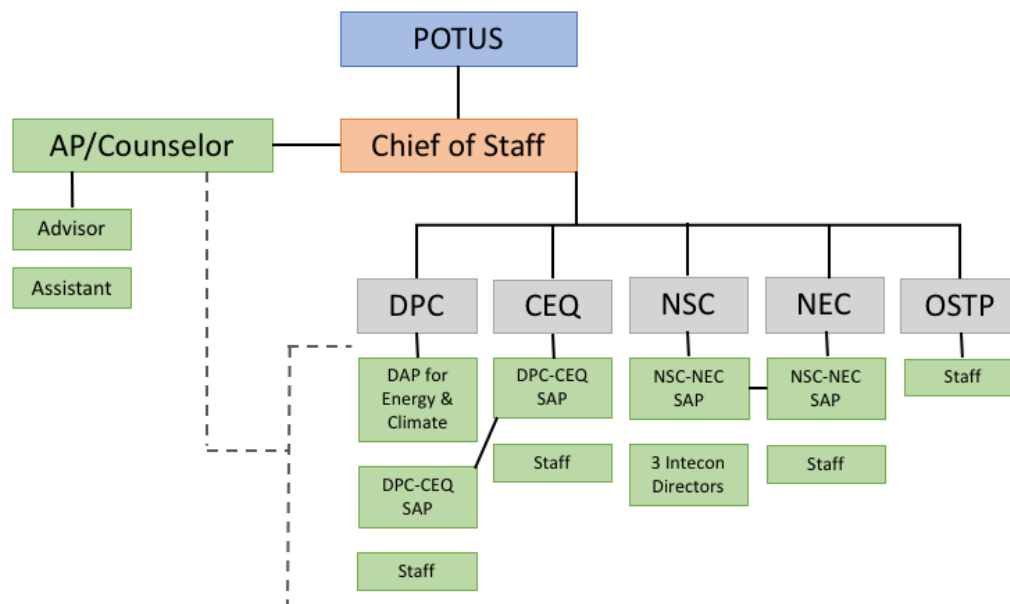 POTUS
AP/Counselor
Chief of Staff
Advisor
Assistant
DPC
CEQ
NSC
NEC
OSTP
DAP for
Energy &
Climate
DPC-CEQ
SAP
Staff
DPC-CEQ
SAP
Staff
NSC-NEC
SAP
3 Intecon
Directors
NSC-NEC
SAP
Staff
Staff